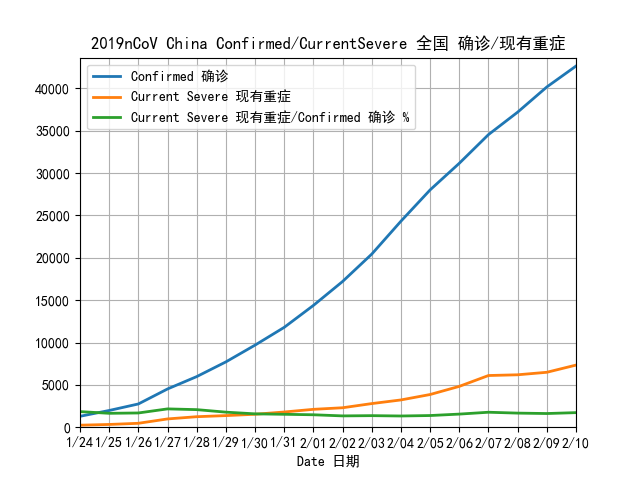 2019nCoV China Confirmed/CurrentSevere 全国 确诊/现有重症
Confirmed 确诊
Current Severe 现有重症
Current Severe 现有重症/Confirmed 确诊 %
40000
35000
30000
25000
20000
15000
10000
5000
0
1/24 1/25 1/26 1/27 1/28 1/29 1/30 1/31 2/01 2/02 2/03 2/04 2/05 2/06 2/07 2/08 2/09 2/10
Date 日期